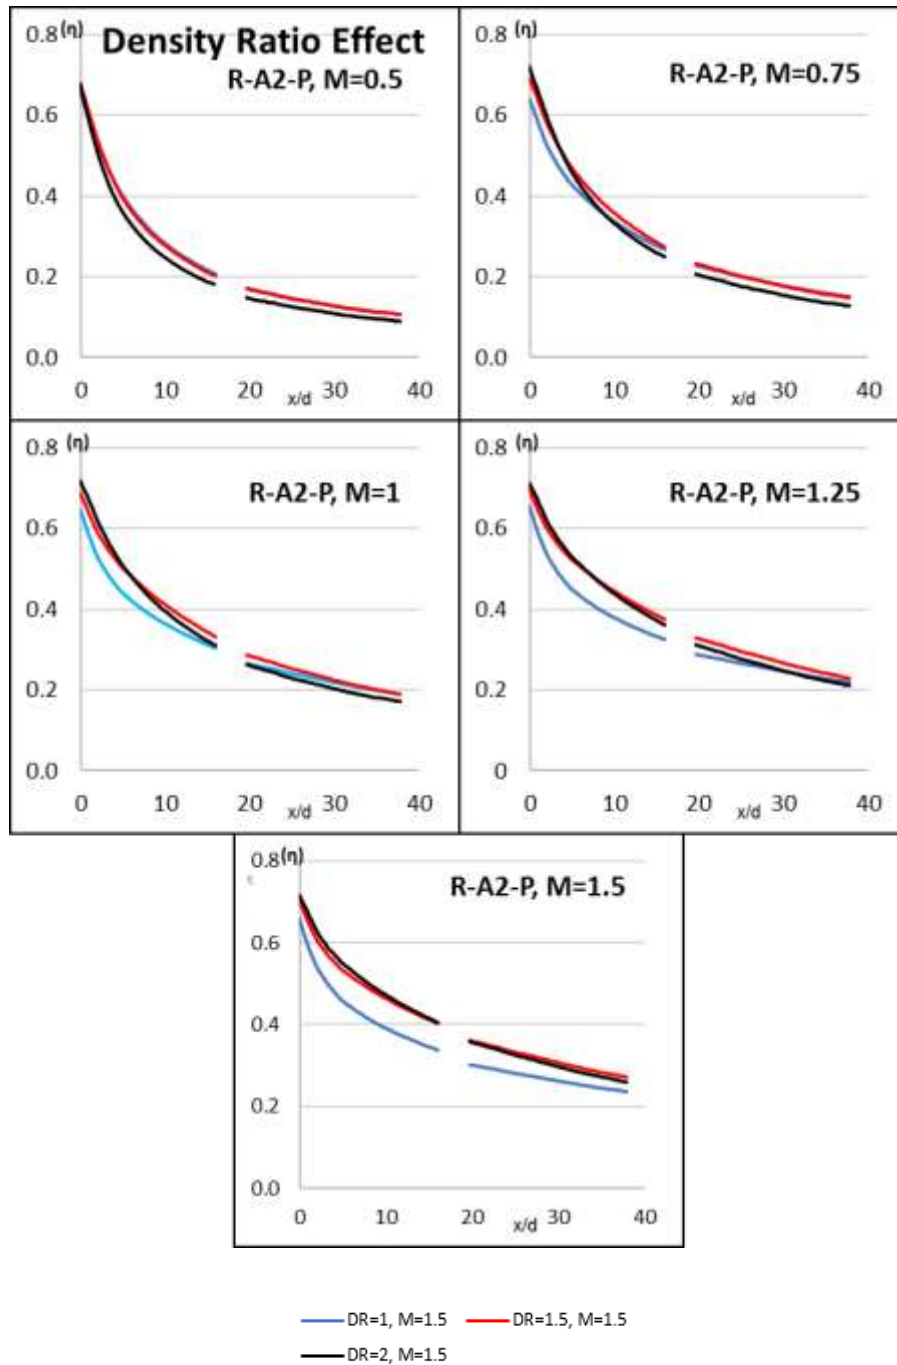 Density Ratio Effect
R-A2-P, M=0.5
0.8 (η)
0.6
0.4
0.2
0.0
0 10 20 30 40
x/d
R-A2-P, M=0.75
0.8 (η)
0.6
0.4
0.2
0.0
0 10 20 30 40
x/d
R-A2-P, M=1
0.8 (η)
0.6
0.4
0.2
0.0
0 10 20 30 40
x/d
R-A2-P, M=1.25
0.8 (η)
0.6
0.4
0.2
0
0 10 20 30 40
x/d
R-A2-P, M=1.5
0.8 (η)
0.6
0.4
0.2
0.0
0 10 20 30 40
x/d
DR=1, M=1.5 DR=1.5, M=1.5
DR=2, M=1.5